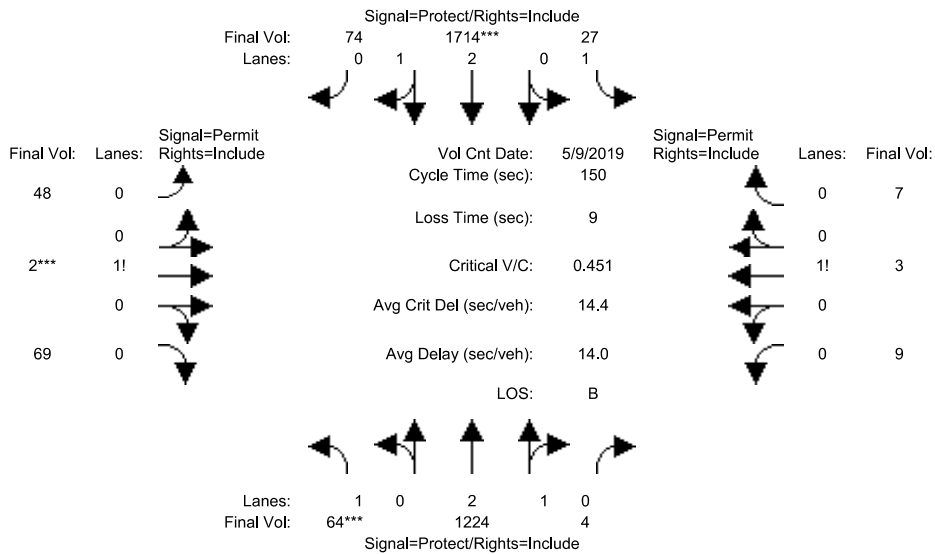 Signal=Protect/Rights=Include
Final Vol: 74 1714*** 27
Lanes: 0 1 2 0 1
Signal=Permit Signal=Permit
Final Vol: Lanes: Rights=Include Vol Cnt Date: 5/9/2019 Rights=Include Lanes: Final Vol:
Cycle Time (sec): 150
48 0 0 7
Loss Time (sec): 9
0 0
2*** 1! Critical V/C: 0.451 1! 3
0 Avg Crit Del (sec/veh): 14.4 0
69 0 Avg Delay (sec/veh): 14.0 0 9
LOS: B
Lanes: 1 0 2 1 0
Final Vol: 64*** 1224 4
Signal=Protect/Rights=Include